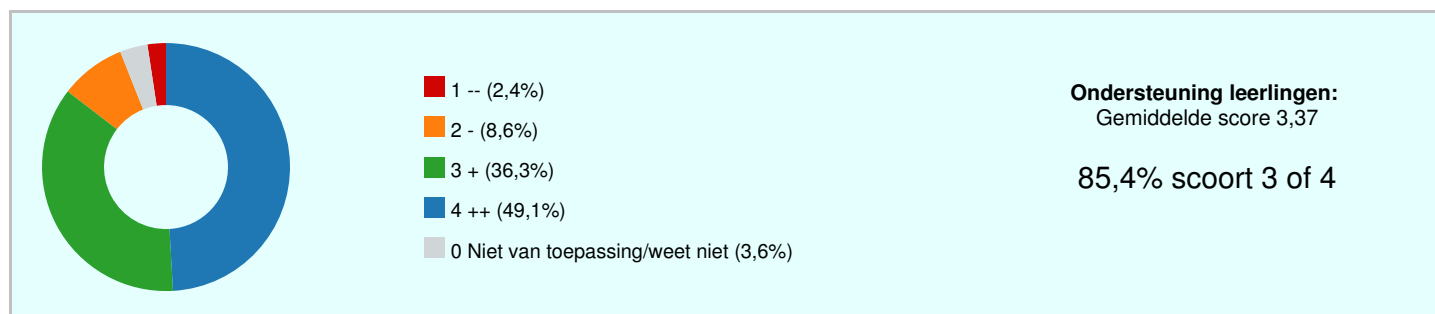 1 -- (2,4%)
2 - (8,6%)
3 + (36,3%)
4 ++ (49,1%)
0 Niet van toepassing/weet niet (3,6%)
Ondersteuning leerlingen:
Gemiddelde score 3,37
85,4% scoort 3 of 4